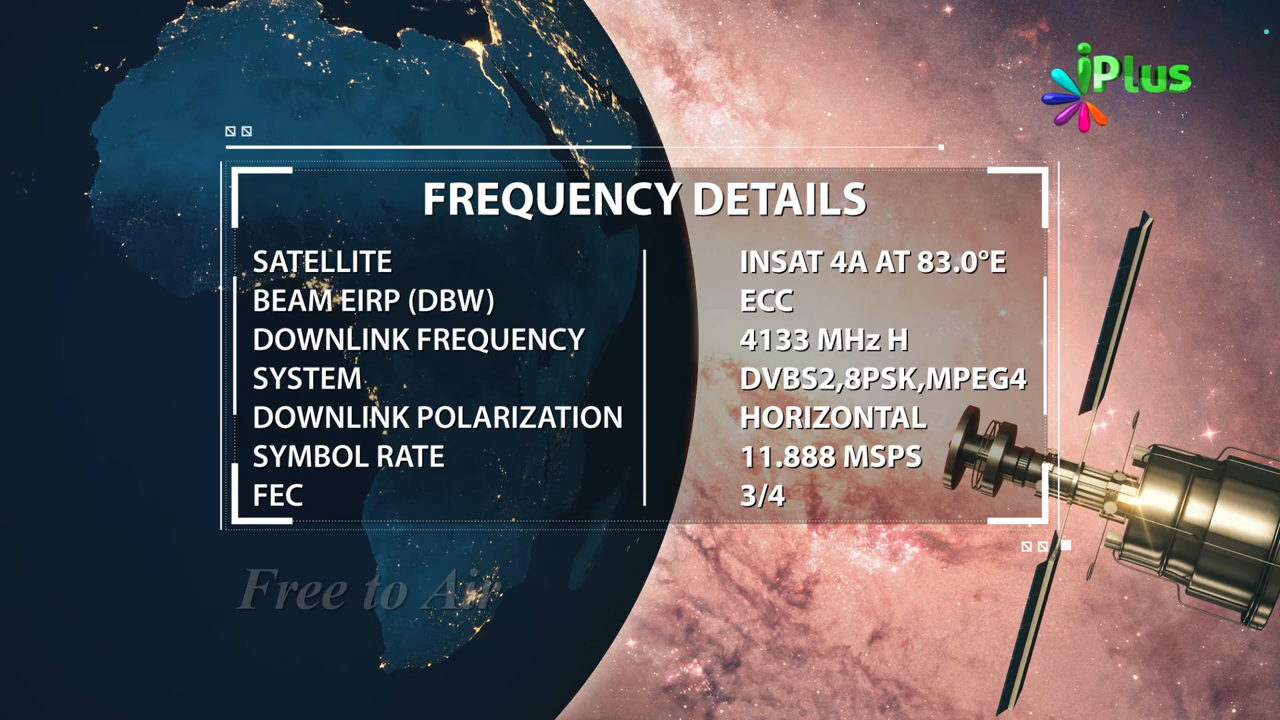 iPlus
FREQUENCY DETAILS
SATELLITE INSAT 4A AT 83.0°E
BEAM EIRP (DBW) ECC
DOWNLINK FREQUENCY 4133 MHz H
SYSTEM DVBS2,8PSK,MPEG4
DOWNLINK POLARIZATION HORIZONTAL
SYMBOL RATE 11.888 MSPS
FEC 3/4
Free to Air